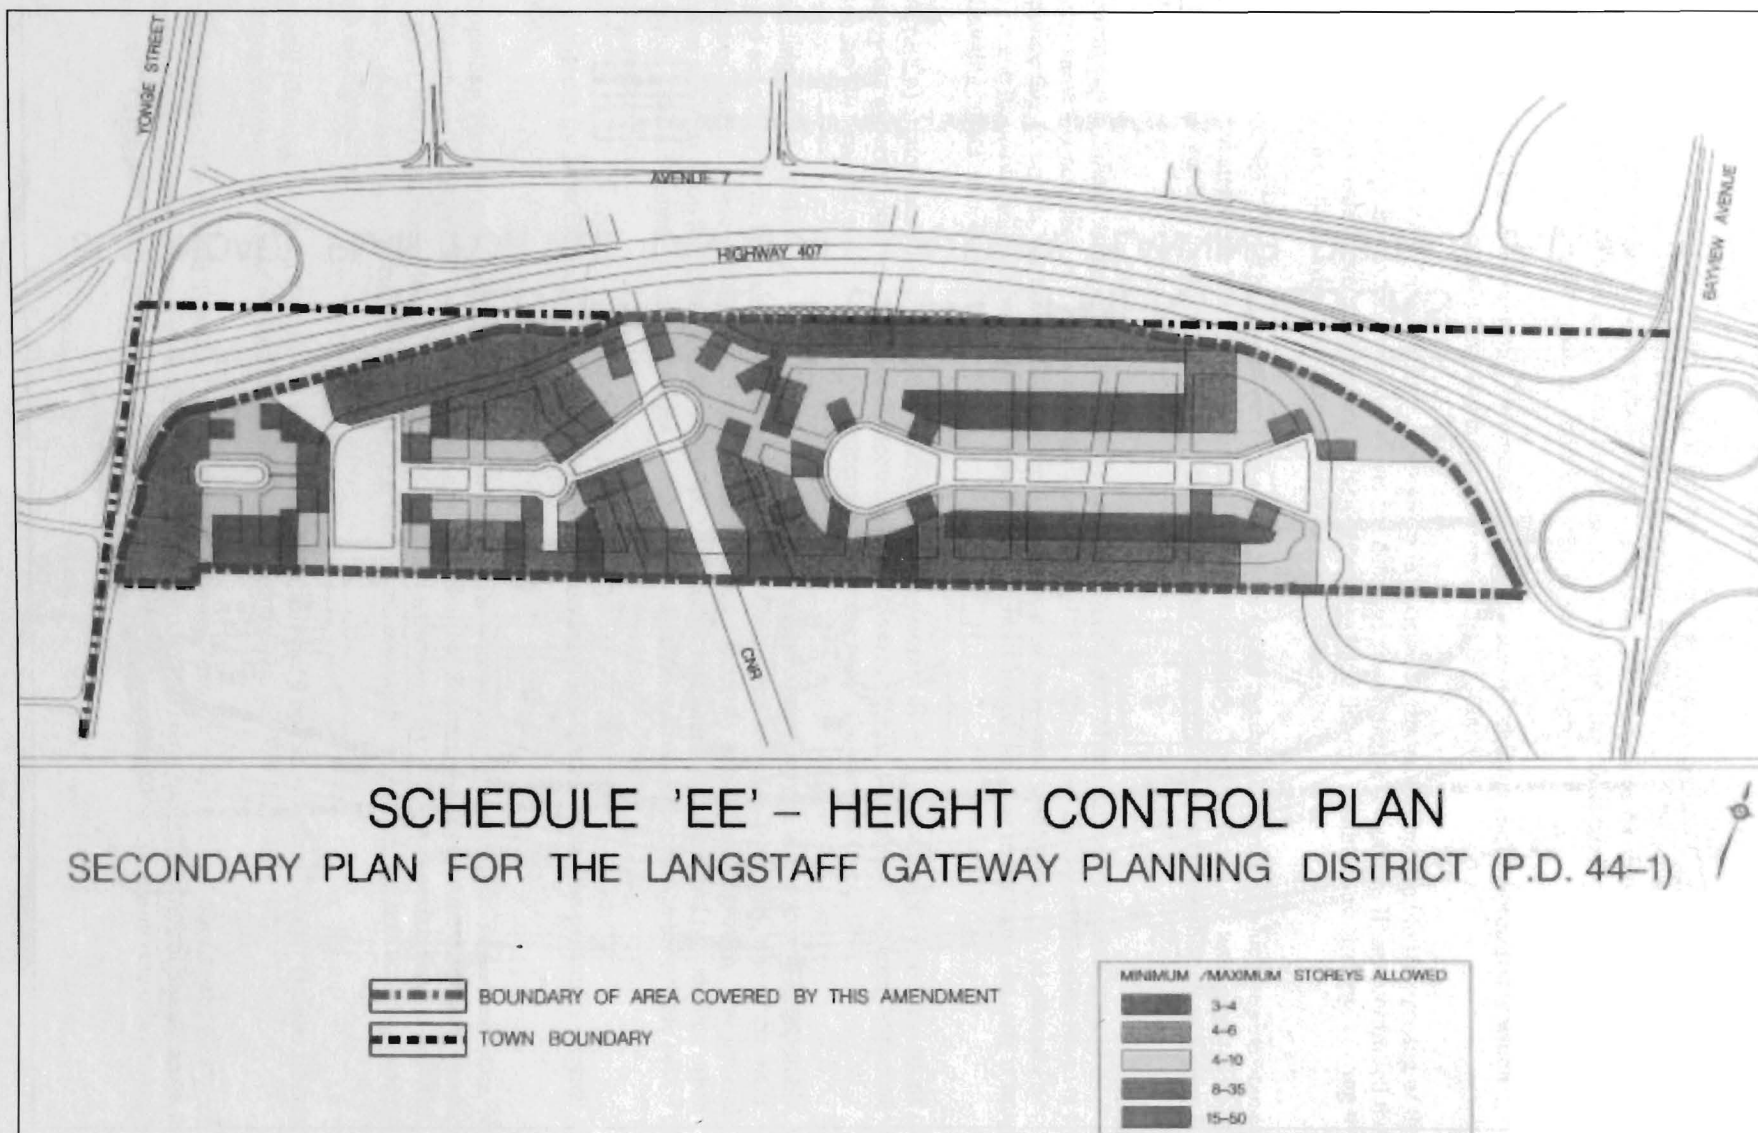 YONGE STREET
AVENUE 7
HIGHWAY 407
BAYVIEW AVENUE
CNR
SCHEDULE 'EE' – HEIGHT CONTROL PLAN
SECONDARY PLAN FOR THE LANGSTAFF GATEWAY PLANNING DISTRICT (P.D. 44–1)
BOUNDARY OF AREA COVERED BY THIS AMENDMENT
TOWN BOUNDARY
MINIMUM /MAXIMUM STOREYS ALLOWED
3–4
4–6
4–10
8–35
15–50